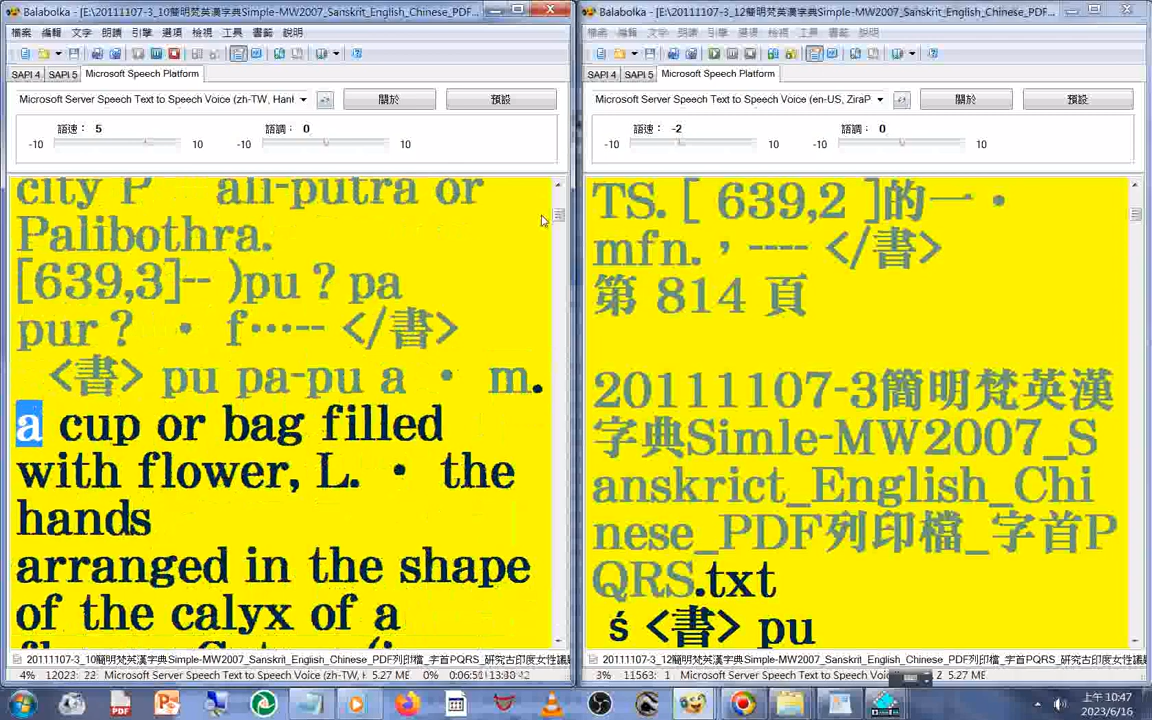 Balabolka - [E:\20111107-3_10簡明梵英漢字典Simple-MW2007_Sanskrit_English_Chinese_PDF...
檔案 編輯 文字 朗讀 引擎 選項 檢視 工具 書籤 說明
SAPI 4 SAPI 5 Microsoft Speech Platform
Microsoft Server Speech Text to Speech Voice (zh-TW, Hanl
關於 預設
語速： 5 語調： 0
-10 10 -10 10
city P ali-putra or
Palibothra.
[639,3]-- )pu ? pa
pur ? • f…-- </書>
<書> pu pa-pu a • m.
a cup or bag filled
with flower, L. • the
hands
arranged in the shape
of the calyx of a
20111107-3_10簡明梵英漢字典Simple-MW2007_Sanskrit_English_Chinese_PDF列印檔_字首PQRS_研究古印度女性議
4% 12023: 22 Microsoft Server Speech Text to Speech Voice (zh-TW, H 5.27 MB 0%
Balabolka - [E:\20111107-3_12簡明梵英漢字典Simple-MW2007_Sanskrit_English_Chinese_PDF...
檔案 編輯 文字 朗讀 引擎 選項 檢視 工具 書籤 說明
SAPI 4 SAPI 5 Microsoft Speech Platform
Microsoft Server Speech Text to Speech Voice (en-US, ZiraP
關於 預設
語速： -2 語調： 0
-10 10 -10 10
TS. [ 639,2 ]的一•
mfn. , ---- </書>
第 814 頁
20111107-3簡明梵英漢
字典Simle-MW2007_S
anskrict_English_Chi
nese_PDF列印檔_字首P
QRS.txt
ś <書> pu
20111107-3_12簡明梵英漢字典Simple-MW2007_Sanskrit_English_Chinese_PDF列印檔_字首PQRS_研究古印度女性議
3% 11563: 1 Microsoft Server Speech Text to Speech Voice 5.27 MB
上午 10:47
2023/6/16